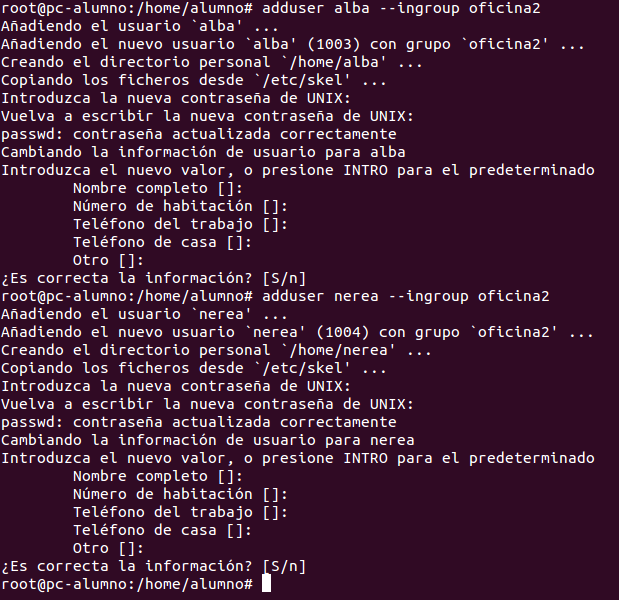 root@pc-alumno:/home/alumno# adduser alba --ingroup oficina2
Añadiendo el usuario `alba' ...
Añadiendo el nuevo usuario `alba' (1003) con grupo `oficina2' ...
Creando el directorio personal `/home/alba' ...
Copiando los ficheros desde `/etc/skel' ...
Introduzca la nueva contraseña de UNIX:
Vuelva a escribir la nueva contraseña de UNIX:
passwd: contraseña actualizada correctamente
Cambiando la información de usuario para alba
Introduzca el nuevo valor, o presione INTRO para el predeterminado
        Nombre completo []:
        Número de habitación []:
        Teléfono del trabajo []:
        Teléfono de casa []:
        Otro []:
¿Es correcta la información? [S/n]
root@pc-alumno:/home/alumno# adduser nerea --ingroup oficina2
Añadiendo el usuario `nerea' ...
Añadiendo el nuevo usuario `nerea' (1004) con grupo `oficina2' ...
Creando el directorio personal `/home/nerea' ...
Copiando los ficheros desde `/etc/skel' ...
Introduzca la nueva contraseña de UNIX:
Vuelva a escribir la nueva contraseña de UNIX:
passwd: contraseña actualizada correctamente
Cambiando la información de usuario para nerea
Introduzca el nuevo valor, o presione INTRO para el predeterminado
        Nombre completo []:
        Número de habitación []:
        Teléfono del trabajo []:
        Teléfono de casa []:
        Otro []:
¿Es correcta la información? [S/n]
root@pc-alumno:/home/alumno#